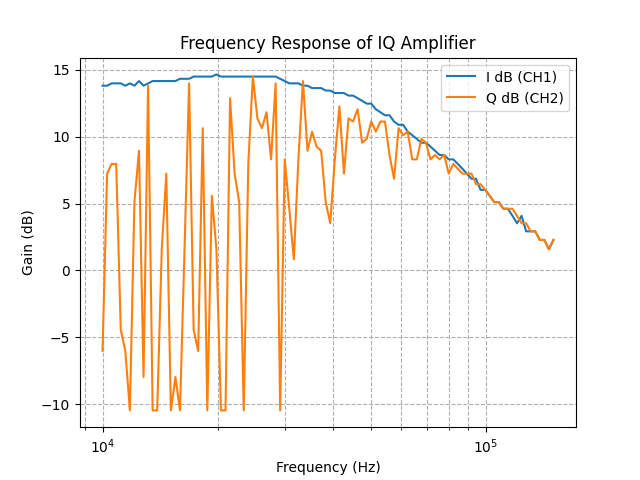 Frequency Response of IQ Amplifier
I dB (CH1)
Q dB (CH2)
15
10
5
0
−5
−10
Gain (dB)
10⁴
10⁵
Frequency (Hz)